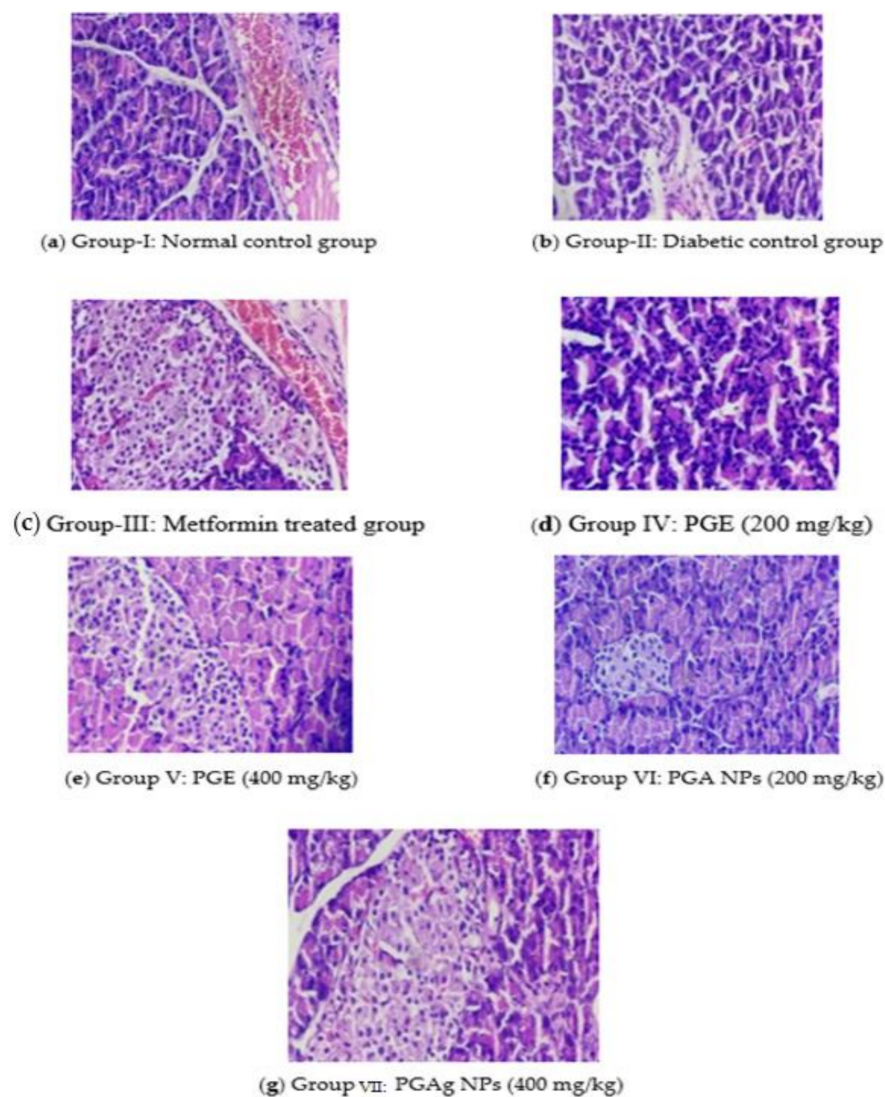 (a) Group-I: Normal control group
(b) Group-II: Diabetic control group
(c) Group-III: Metformin treated group
(d) Group IV: PGE (200 mg/kg)
(e) Group V: PGE (400 mg/kg)
(f) Group VI: PGA NPs (200 mg/kg)
(g) Group VII: PGAg NPs (400 mg/kg)